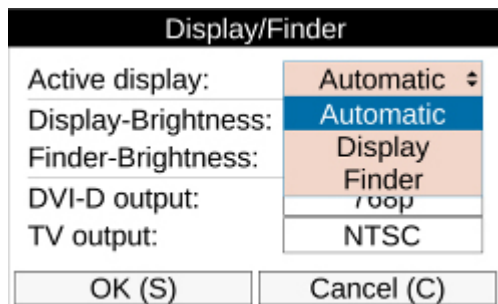 Display/Finder
Active display: Automatic
Automatic
Display-Brightness:
Display
Finder-Brightness:
Finder
DVI-D output: 768p
TV output: NTSC
OK (S) Cancel (C)